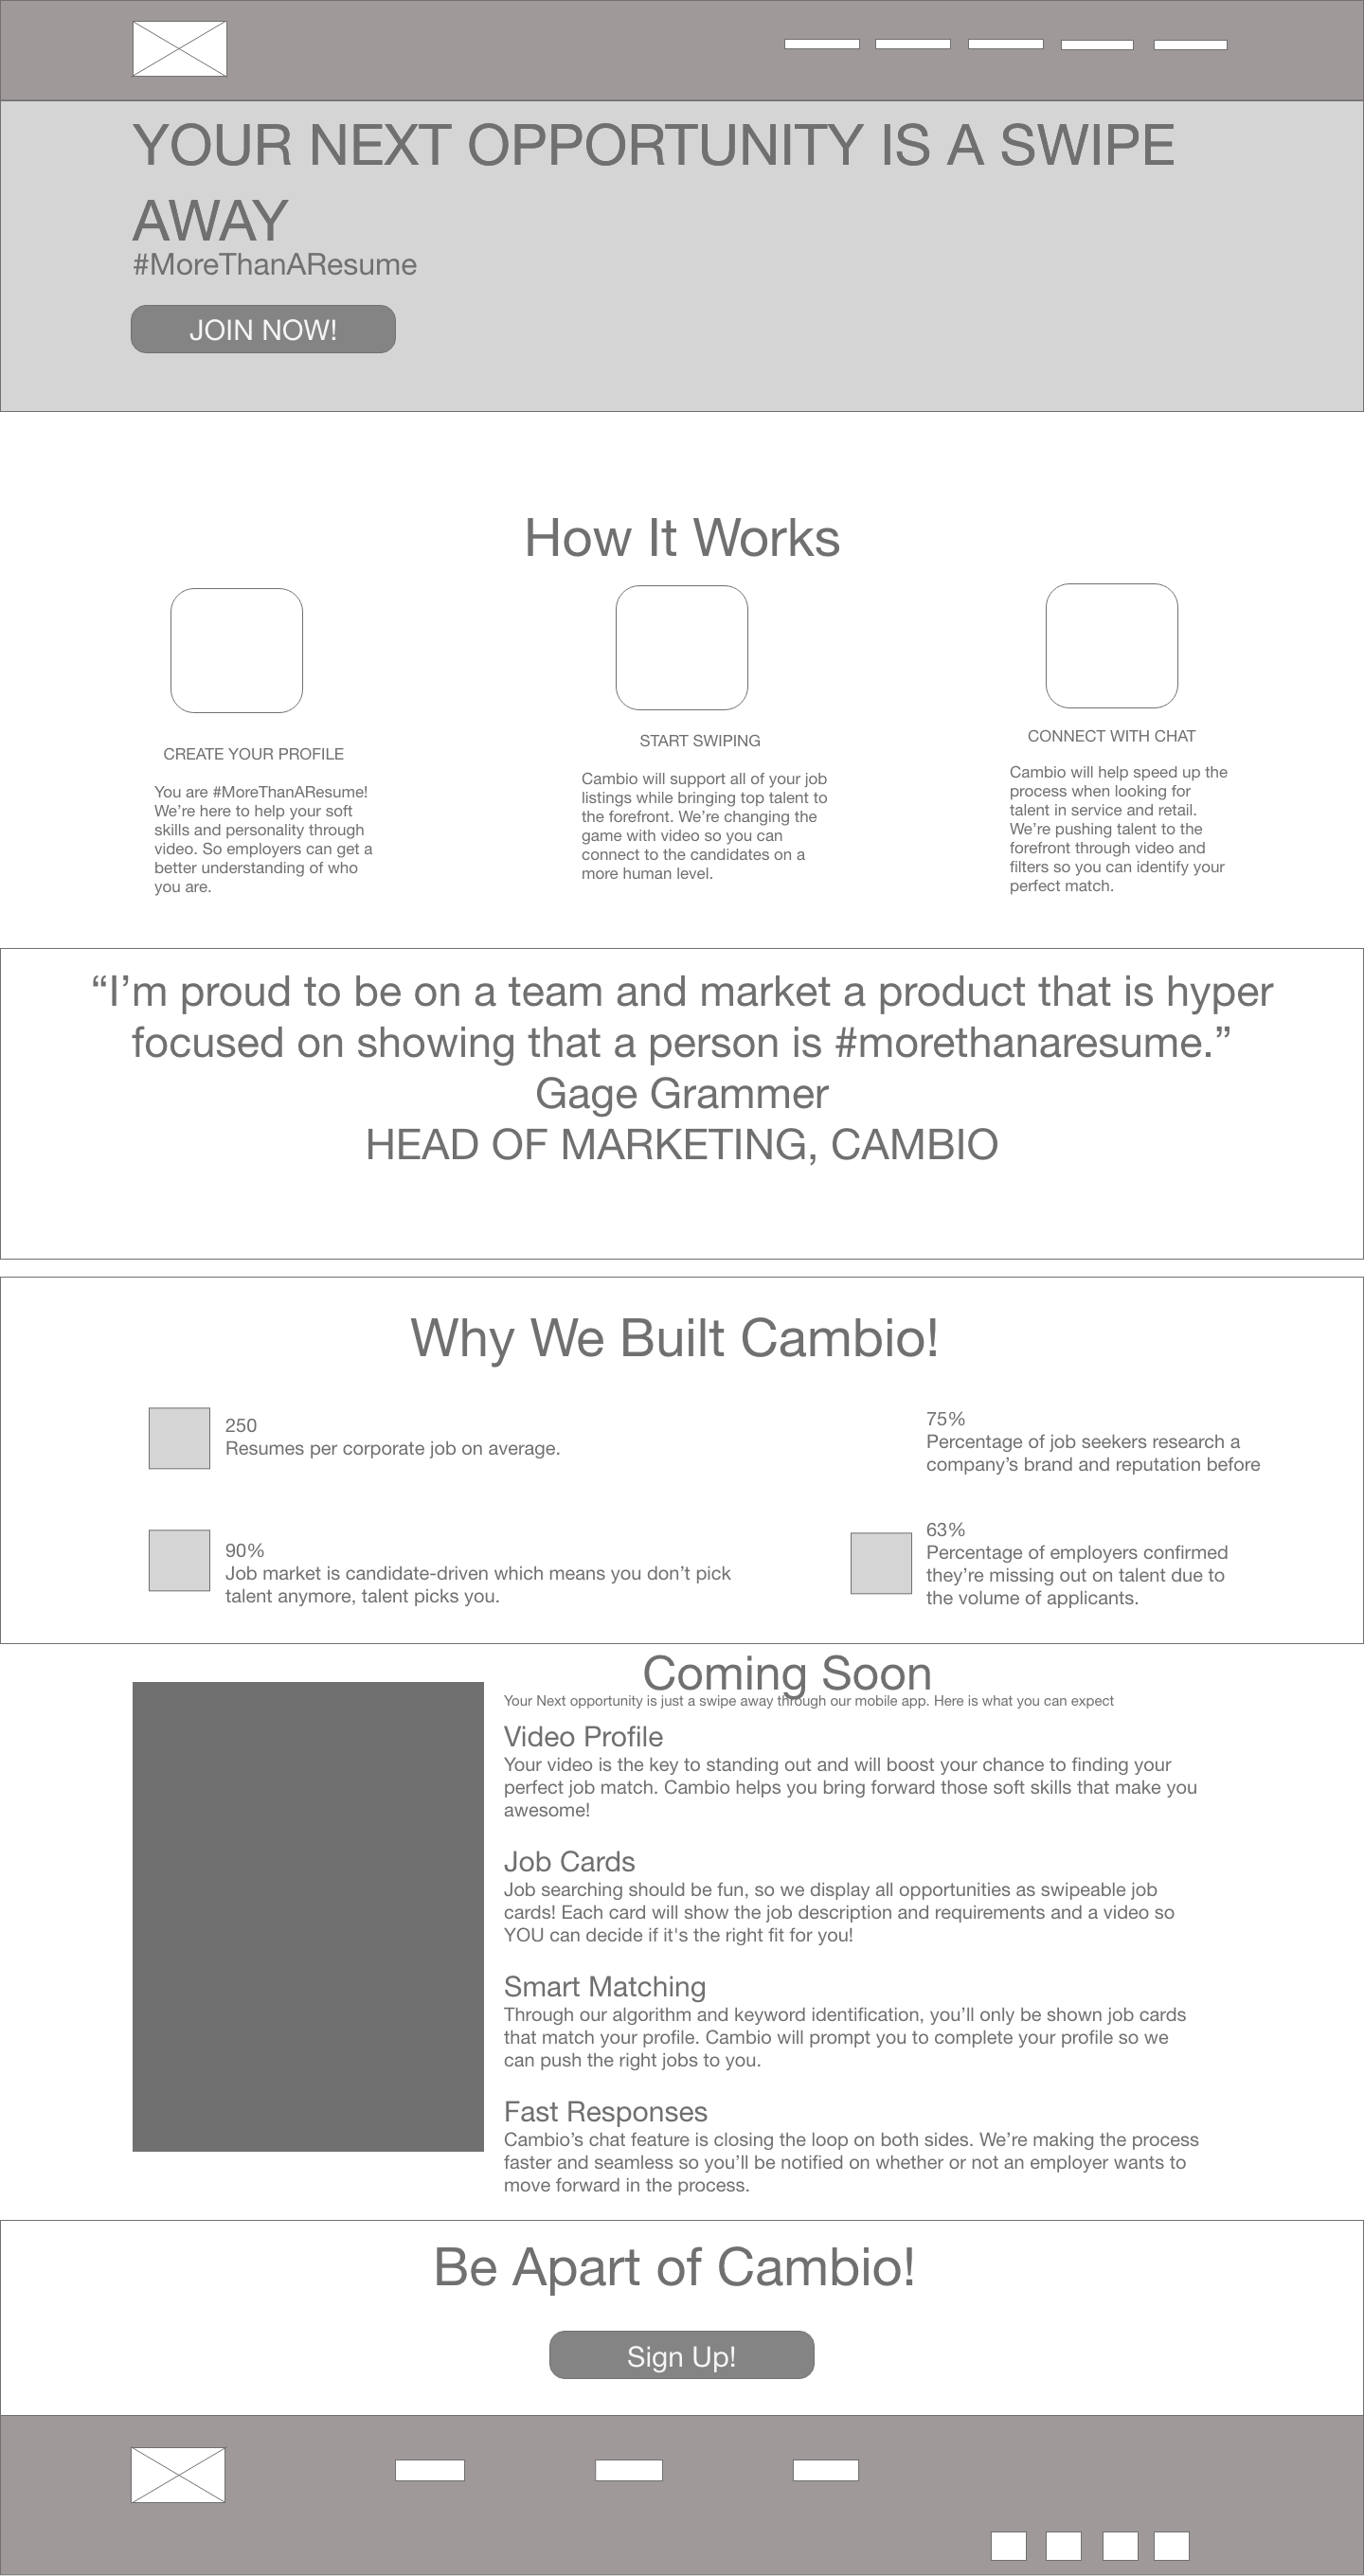 YOUR NEXT OPPORTUNITY IS A SWIPE
AWAY
#MoreThanAResume
JOIN NOW!
How It Works
CREATE YOUR PROFILE
You are #MoreThanAResume!
We’re here to help your soft
skills and personality through
video. So employers can get a
better understanding of who
you are.
START SWIPING
Cambio will support all of your job
listings while bringing top talent to
the forefront. We’re changing the
game with video so you can
connect to the candidates on a
more human level.
CONNECT WITH CHAT
Cambio will help speed up the
process when looking for
talent in service and retail.
We’re pushing talent to the
forefront through video and
filters so you can identify your
perfect match.
“I’m proud to be on a team and market a product that is hyper
focused on showing that a person is #morethanaresume.”
Gage Grammer
HEAD OF MARKETING, CAMBIO
Why We Built Cambio!
250
Resumes per corporate job on average.
75%
Percentage of job seekers research a
company’s brand and reputation before
90%
Job market is candidate-driven which means you don’t pick
talent anymore, talent picks you.
63%
Percentage of employers confirmed
they’re missing out on talent due to
the volume of applicants.
Coming Soon
Your Next opportunity is just a swipe away through our mobile app. Here is what you can expect
Video Profile
Your video is the key to standing out and will boost your chance to finding your
perfect job match. Cambio helps you bring forward those soft skills that make you
awesome!
Job Cards
Job searching should be fun, so we display all opportunities as swipeable job
cards! Each card will show the job description and requirements and a video so
YOU can decide if it's the right fit for you!
Smart Matching
Through our algorithm and keyword identification, you’ll only be shown job cards
that match your profile. Cambio will prompt you to complete your profile so we
can push the right jobs to you.
Fast Responses
Cambio’s chat feature is closing the loop on both sides. We’re making the process
faster and seamless so you’ll be notified on whether or not an employer wants to
move forward in the process.
Be Apart of Cambio!
Sign Up!